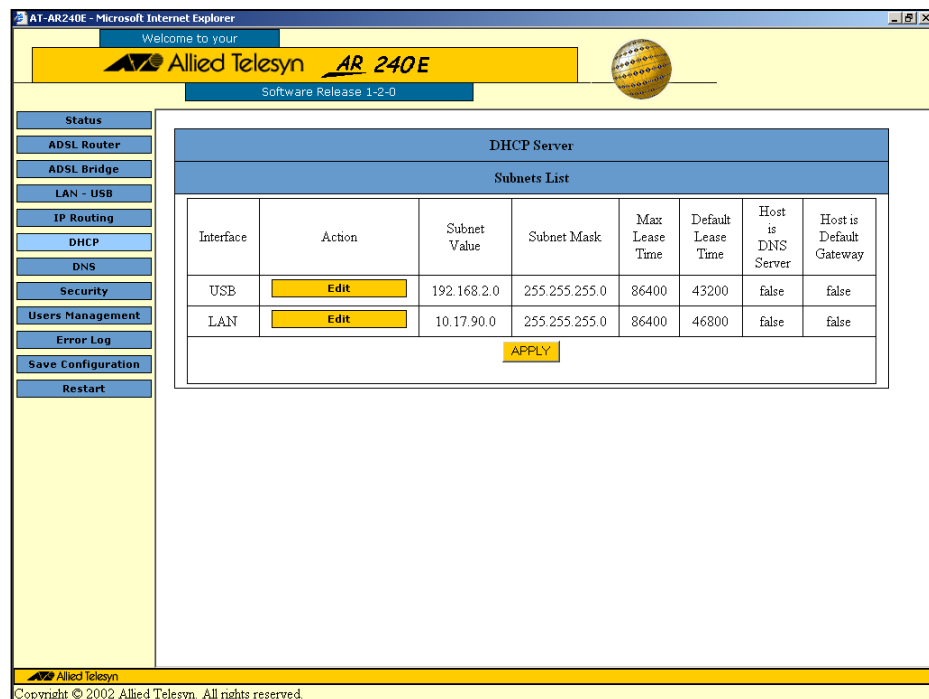 AT-AR240E - Microsoft Internet Explorer
Welcome to your
Allied Telesyn AR 240E
Software Release 1-2-0
Status
ADSL Router
ADSL Bridge
LAN - USB
IP Routing
DHCP
DNS
Security
Users Management
Error Log
Save Configuration
Restart
DHCP Server
Subnets List
Interface Action Subnet Value Subnet Mask Max Lease Time Default Lease Time Host is DNS Server Host is Default Gateway
USB Edit 192.168.2.0 255.255.255.0 86400 43200 false false
LAN Edit 10.17.90.0 255.255.255.0 86400 46800 false false
APPLY
Allied Telesyn
Copyright © 2002 Allied Telesyn. All rights reserved.